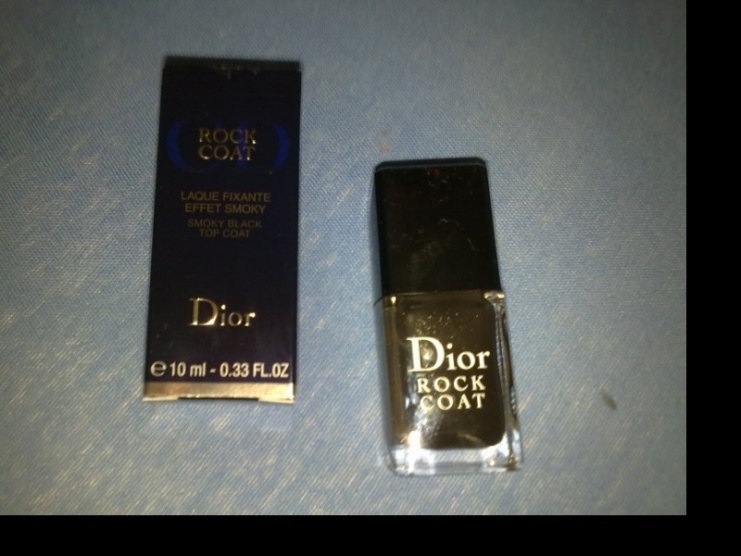 ROCK
COAT
LAQUE FIXANTE
EFFET SMOKY
SMOKY BLACK
TOP COAT
Dior
℮ 10 ml - 0.33 FL.OZ
Dior
ROCK
COAT